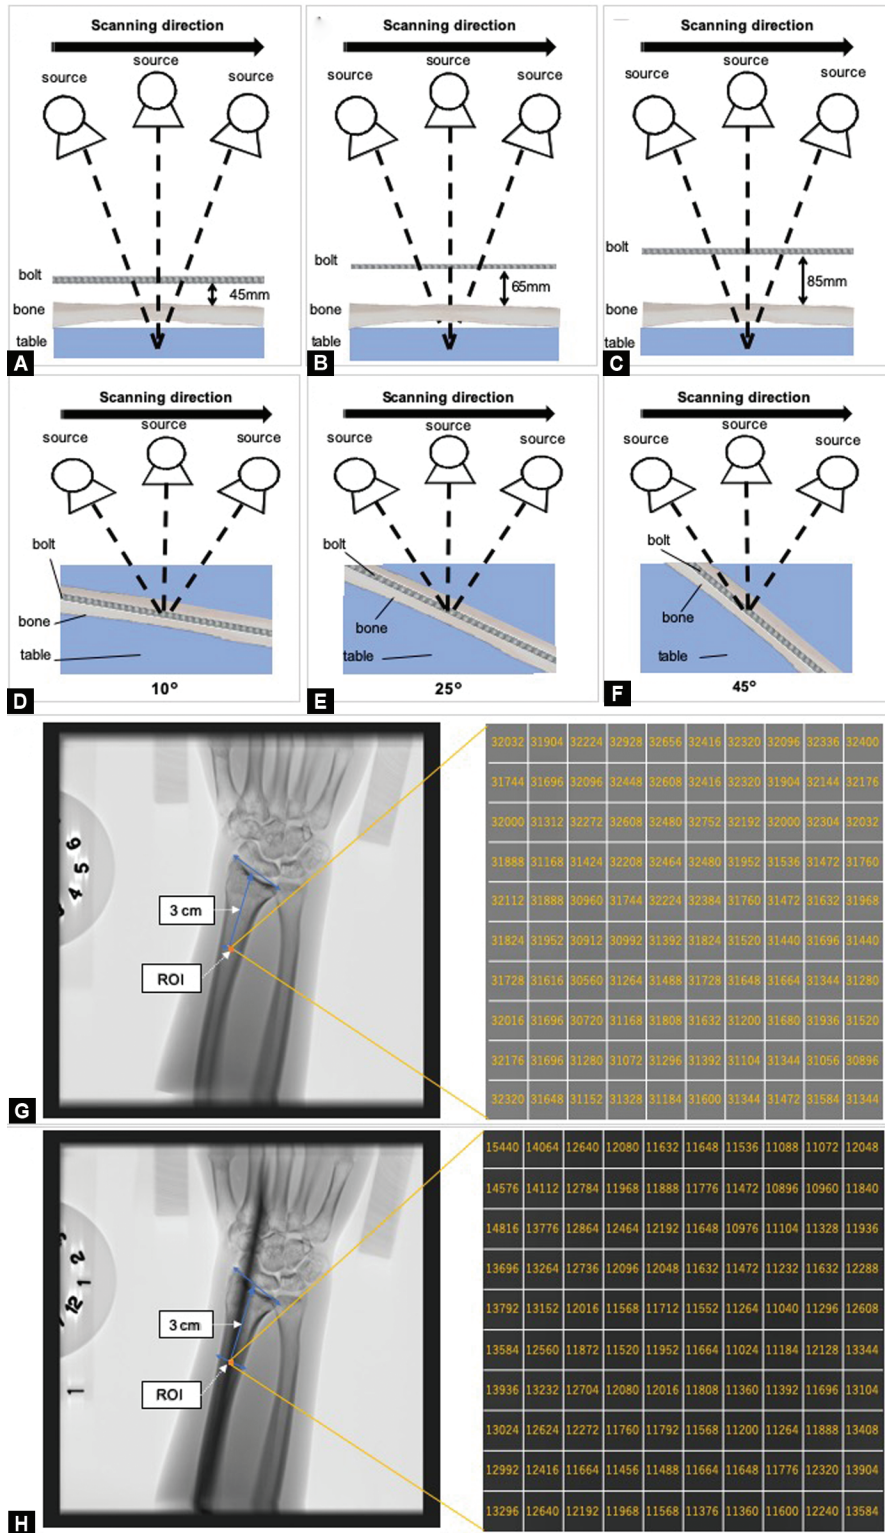 Scanning direction
source
source
source
bolt
45mm
bone
table
A
Scanning direction
source
source
source
bolt
65mm
bone
table
B
Scanning direction
source
source
source
bolt
85mm
bone
table
C
Scanning direction
source
source
source
bolt
bone
table
10°
D
Scanning direction
source
source
source
bolt
bone
table
25°
E
Scanning direction
source
source
source
bolt
bone
table
45°
F
6
5
4
3 cm
ROI
G
32032 31904 32224 32928 32656 32416 32320 32096 32336 32400
31744 31696 32096 32448 32608 32416 32320 31904 32144 32176
32000 31312 32272 32608 32480 32752 32192 32000 32304 32032
31888 31168 31424 32208 32464 32480 31952 31536 31472 31760
32112 31888 30960 31744 32224 32384 31760 31472 31632 31968
31824 31952 30912 30992 31392 31824 31520 31440 31696 31440
31728 31616 30560 31264 31488 31728 31648 31664 31344 31280
32016 31696 30720 31168 31808 31632 31200 31680 31936 31520
32176 31696 31280 31072 31296 31392 31104 31344 31056 30896
32320 31648 31152 31328 31184 31600 31344 31472 31584 31344
2
1
12
3 cm
ROI
1
H
15440 14064 12640 12080 11632 11648 11536 11088 11072 12048
14576 14112 12784 11968 11888 11776 11472 10896 10960 11840
14816 13776 12864 12464 12192 11648 10976 11104 11328 11936
13696 13264 12736 12096 12048 11632 11472 11232 11632 12288
13792 13152 12016 11568 11712 11552 11264 11040 11296 12608
13584 12560 11872 11520 11952 11664 11024 11184 12128 13344
13936 13232 12704 12080 12016 11808 11360 11392 11696 13104
13024 12624 12272 11760 11792 11568 11200 11264 11888 13408
12992 12416 11664 11456 11488 11664 11648 11776 12320 13904
13296 12640 12192 11968 11568 11376 11360 11600 12240 13584